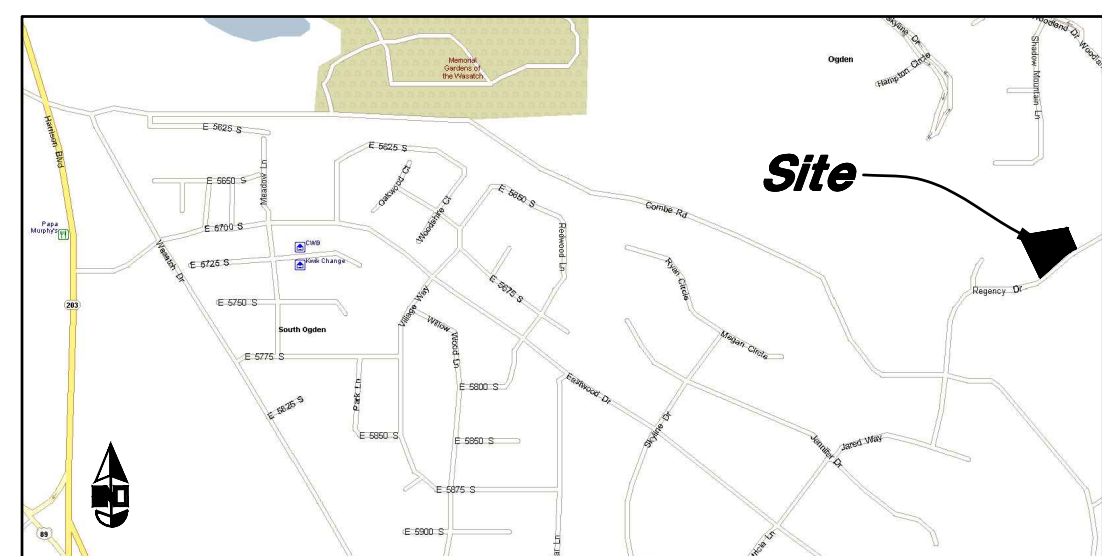 Memorial
Gardens of
the Wasatch
Ogden
Skyline Dr
Hampton Circle
Woodland Dr
Shadow Mountain Ln
Harrison Blvd
E 5625 S
E 5625 S
Meadow Ln
Oakwood Ct
Woodshire Ct
E 5650 S
E 5650 S
Site
Combe Rd
Papa
Murphy's
E 5700 S
CWB
Kwik Change
E 5725 S
Wasatch Dr
Redwood Ln
E 5675 S
Ryan Circle
Regency Dr
203
E 5750 S
South Ogden
Village Way
Willow Wood Ln
Megan Circle
E 5775 S
Park Ln
E 5800 S
Eastwood Dr
E 5825 S
Skyline Dr
E 5850 S
E 5850 S
Jennifer Dr
Jared Way
E 5875 S
E 5900 S
89